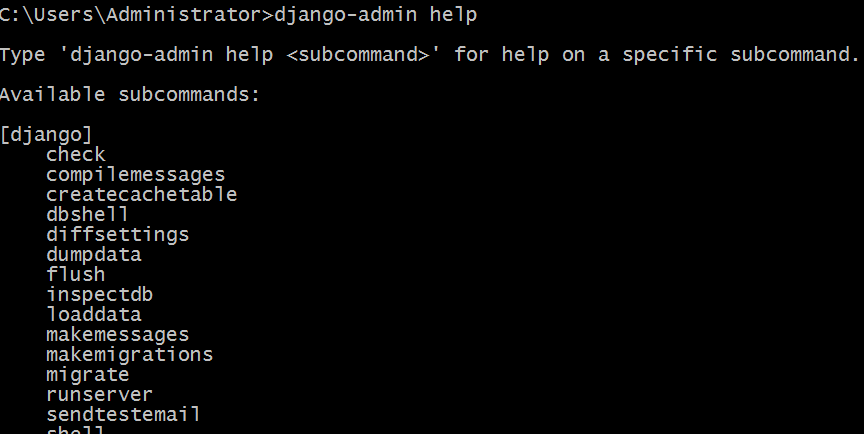 C:\Users\Administrator>django-admin help
Type 'django-admin help <subcommand>' for help on a specific subcommand.
Available subcommands:
[django]
check
compilemessages
createcachetable
dbshell
diffsettings
dumpdata
flush
inspectdb
loaddata
makemessages
makemigrations
migrate
runserver
sendtestemail
shell